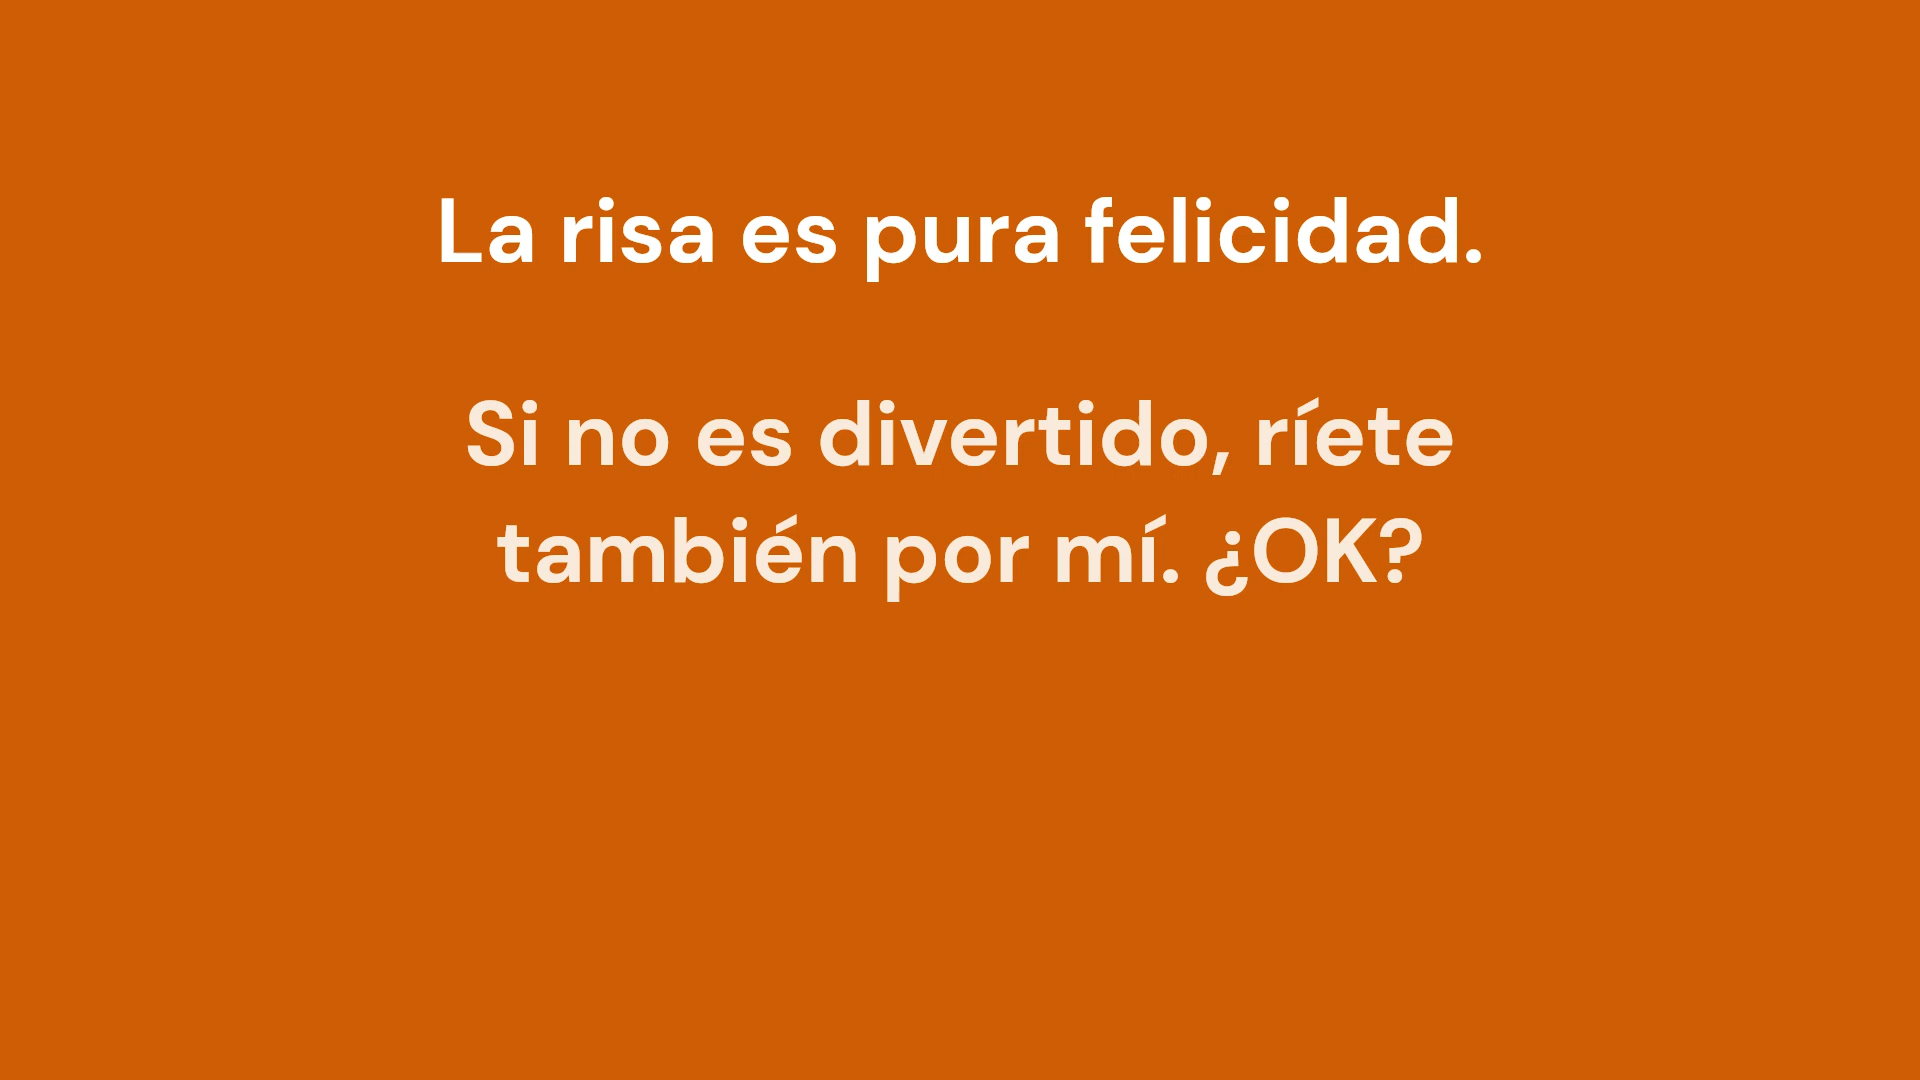 La risa es pura felicidad.
Si no es divertido, ríete
también por mí. ¿OK?